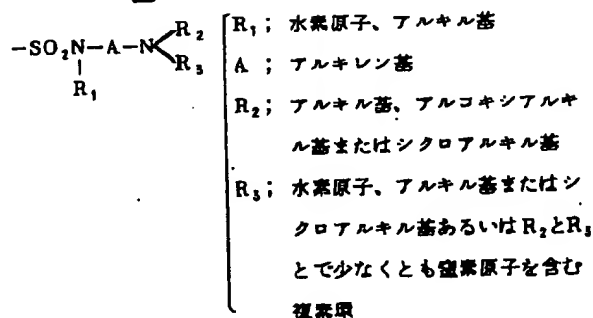 -SO₂N-A-N<R₂
R₃
R₁
R₁; 水素原子、アルキル基
A ; アルキレン基
R₂; アルキル基、アルコキシアルキ
ル基またはシクロアルキル基
R₃; 水素原子、アルキル基またはシ
クロアルキル基あるいはR₂とR₃
とで少なくとも窒素原子を含む
複素環